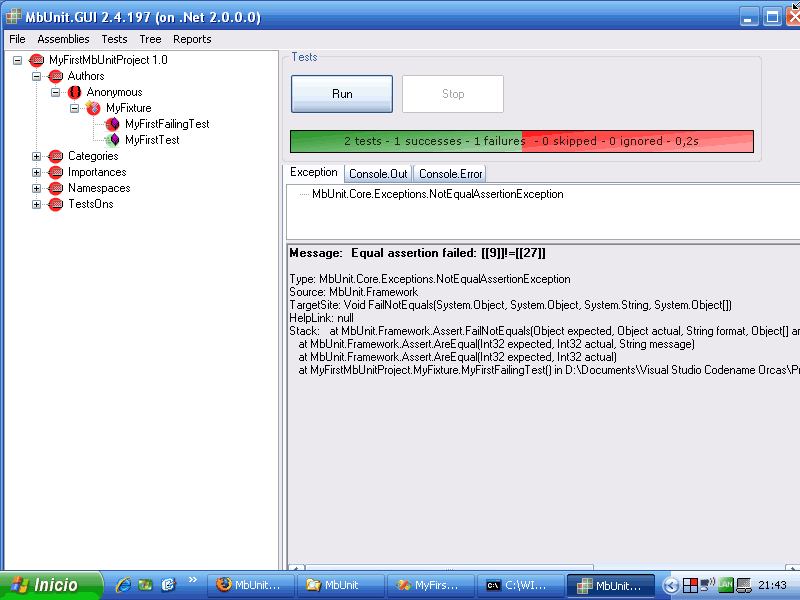 MbUnit.GUI 2.4.197 (on .Net 2.0.0.0)
File Assemblies Tests Tree Reports
MyFirstMbUnitProject 1.0
Authors
Anonymous
MyFixture
MyFirstFailingTest
MyFirstTest
Categories
Importances
Namespaces
TestsOns
Tests
Run Stop
2 tests - 1 successes - 1 failures - 0 skipped - 0 ignored - 0,2s
Exception Console.Out Console.Error
MbUnit.Core.Exceptions.NotEqualAssertionException
Message: Equal assertion failed: [[9]]!=[[27]]
Type: MbUnit.Core.Exceptions.NotEqualAssertionException
Source: MbUnit.Framework
TargetSite: Void FailNotEquals(System.Object, System.Object, System.String, System.Object[])
HelpLink: null
Stack: at MbUnit.Framework.Assert.FailNotEquals(Object expected, Object actual, String format, Object[] ar
at MbUnit.Framework.Assert.AreEqual(Int32 expected, Int32 actual, String message)
at MbUnit.Framework.Assert.AreEqual(Int32 expected, Int32 actual)
at MyFirstMbUnitProject.MyFixture.MyFirstFailingTest() in D:\Documents\Visual Studio Codename Orcas\Pr
Inicio » MbUnit... MbUnit MyFirs... C:\WI... MbUnit... LAN 21:43